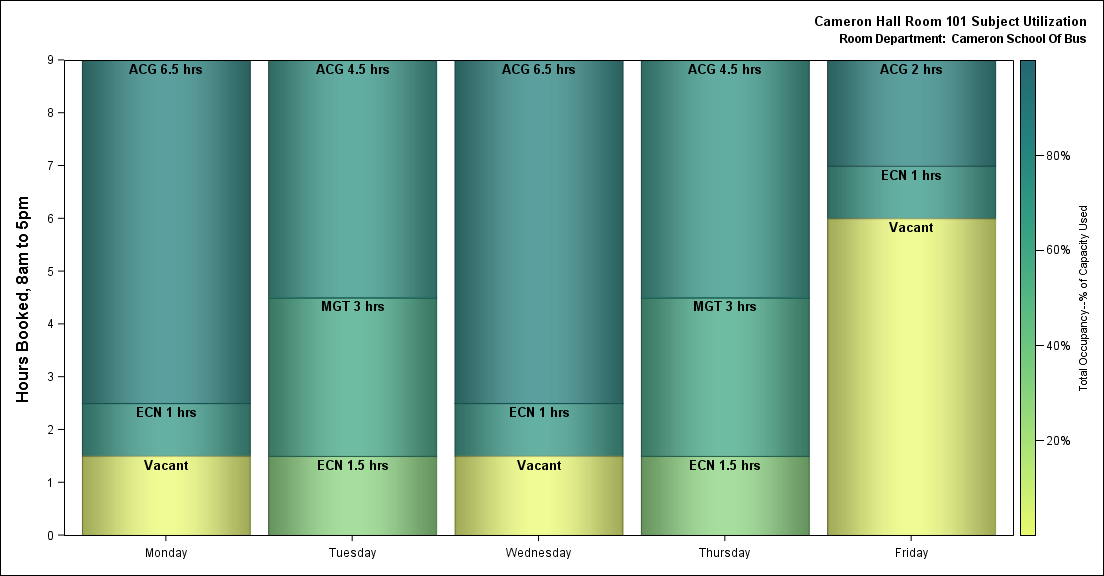 Cameron Hall Room 101 Subject Utilization
Room Department: Cameron School Of Bus
Hours Booked, 8am to 5pm
9
8
7
6
5
4
3
2
1
0
ACG 6.5 hrs
ECN 1 hrs
Vacant
ACG 4.5 hrs
MGT 3 hrs
ECN 1.5 hrs
ACG 6.5 hrs
ECN 1 hrs
Vacant
ACG 4.5 hrs
MGT 3 hrs
ECN 1.5 hrs
ACG 2 hrs
ECN 1 hrs
Vacant
Monday
Tuesday
Wednesday
Thursday
Friday
80%
60%
40%
20%
Total Occupancy--% of Capacity Used